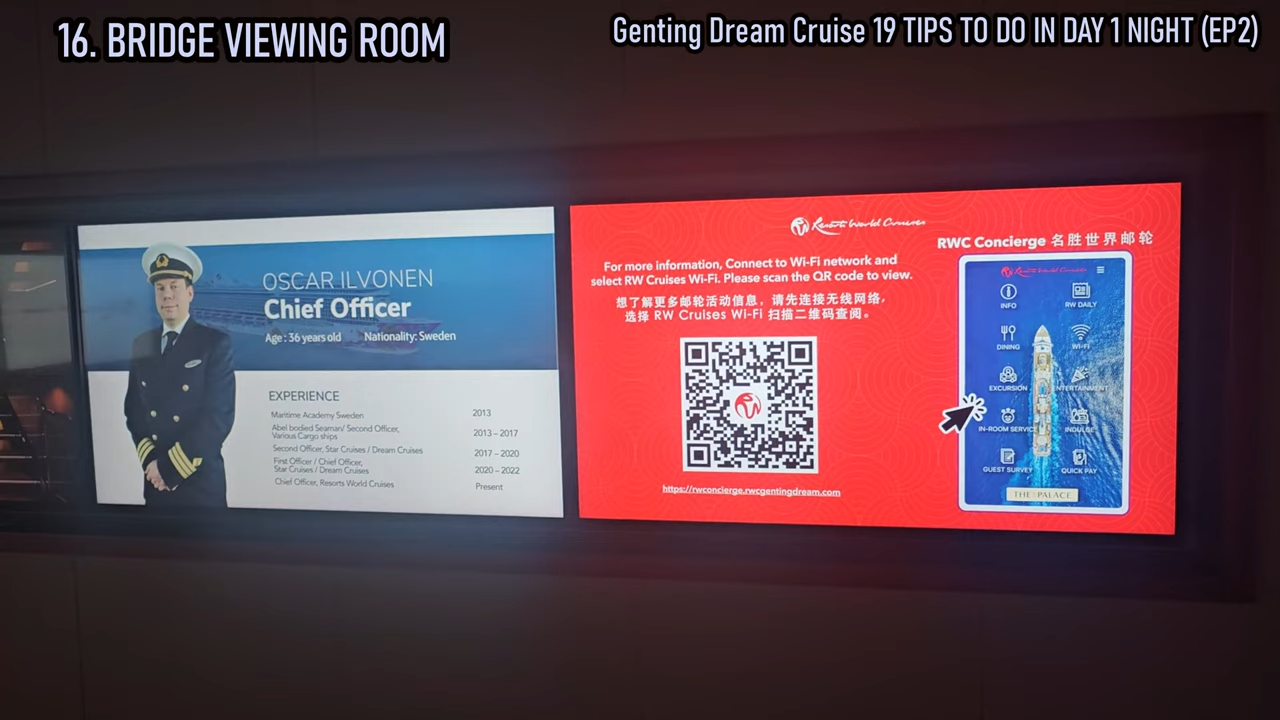 16. BRIDGE VIEWING ROOM
Genting Dream Cruise 19 TIPS TO DO IN DAY 1 NIGHT (EP2)
OSCAR ILVONEN
Chief Officer
Age : 36 years old Nationality: Sweden
EXPERIENCE
Maritime Academy Sweden 2013
Abel bodied Seaman/ Second Officer,
Various Cargo ships 2013 – 2017
Second Officer, Star Cruises / Dream Cruises 2017 – 2020
First Officer / Chief Officer,
Star Cruises / Dream Cruises 2020 – 2022
Chief Officer, Resorts World Cruises Present
Resorts World Cruises
For more information, Connect to Wi-Fi network and
select RW Cruises Wi-Fi. Please scan the QR code to view.
想了解更多邮轮活动信息，请先连接无线网络，
选择 RW Cruises Wi-Fi 扫描二维码查阅。
https://rwconcierge.rwcgentingdream.com
RWC Concierge 名胜世界邮轮
Resorts World Cruises
INFO
RW DAILY
DINING
WI-FI
EXCURSION
ENTERTAINMENT
IN-ROOM SERVICE
INDULGE
GUEST SURVEY
QUICK PAY
THE PALACE